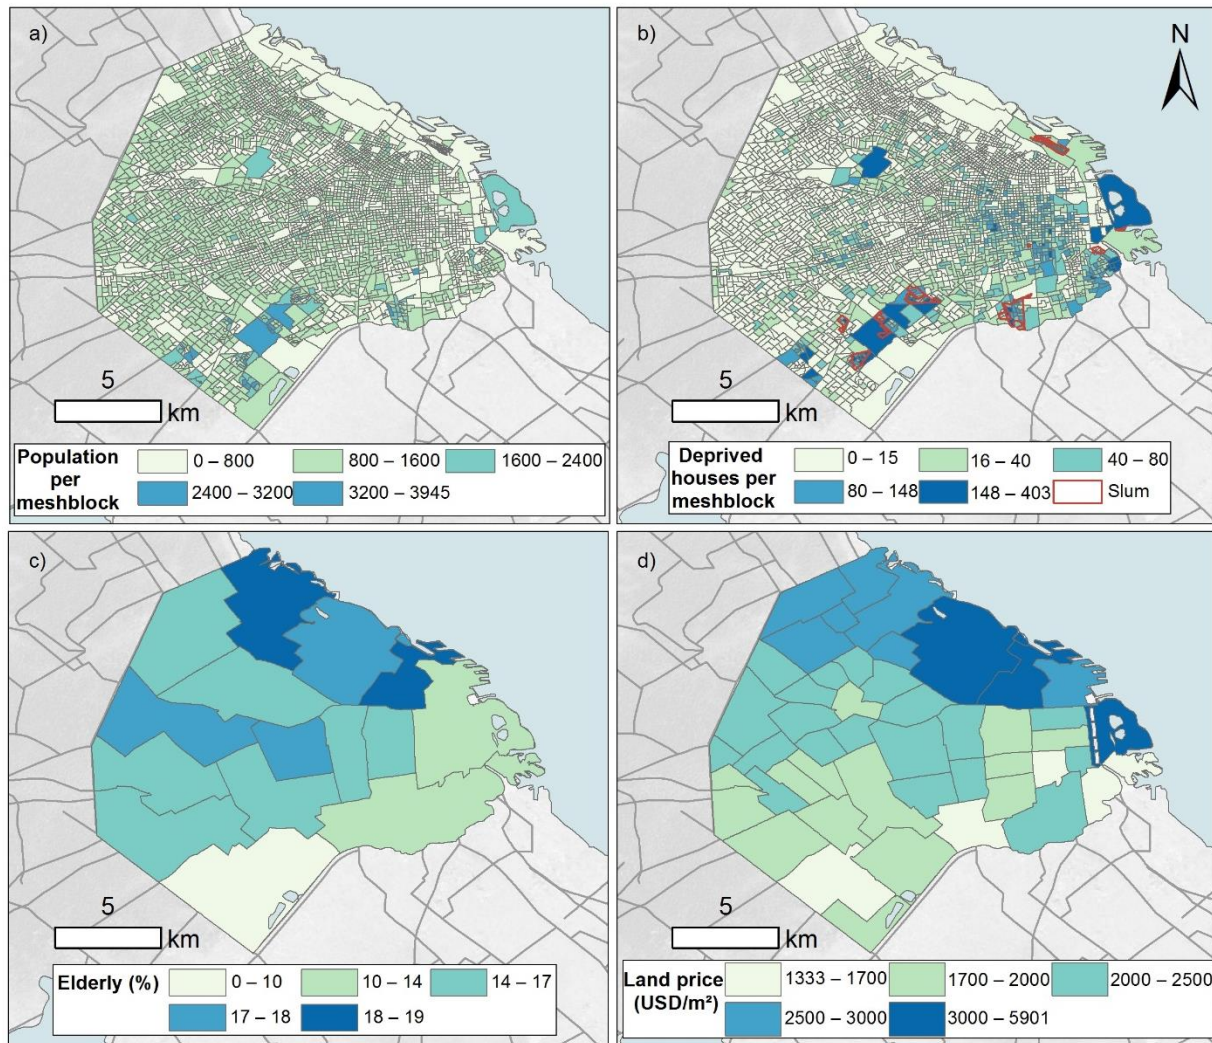 a)
5
km
Population per meshblock
0 – 800
800 – 1600
1600 – 2400
2400 – 3200
3200 – 3945
b)
N
5
km
Deprived houses per meshblock
0 – 15
16 – 40
40 – 80
80 – 148
148 – 403
Slum
c)
5
km
Elderly (%)
0 – 10
10 – 14
14 – 17
17 – 18
18 – 19
d)
5
km
Land price (USD/m²)
1333 – 1700
1700 – 2000
2000 – 2500
2500 – 3000
3000 – 5901